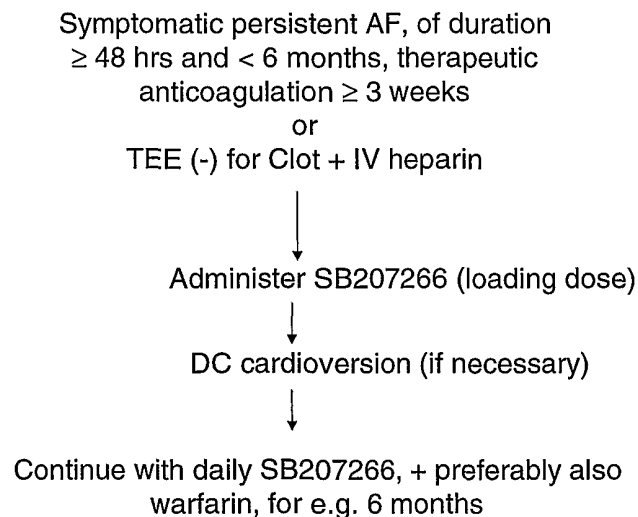 Symptomatic persistent AF, of duration
≥ 48 hrs and < 6 months, therapeutic
anticoagulation ≥ 3 weeks
or
TEE (-) for Clot + IV heparin
Administer SB207266 (loading dose)
DC cardioversion (if necessary)
Continue with daily SB207266, + preferably also
warfarin, for e.g. 6 months